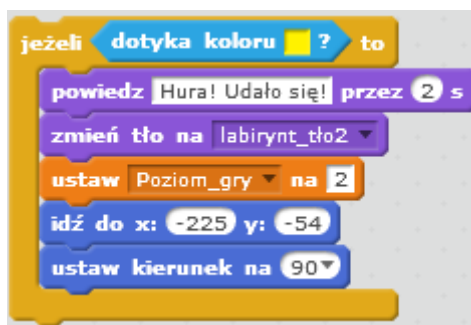 jeżeli dotyka koruru ? to
powiedz Hura! Udało się! przez 2 s
zmień tło na labirynt_tło2
ustaw Poziom_gry na 2
idź do x: -225 y: -54
ustaw kierunek na 90